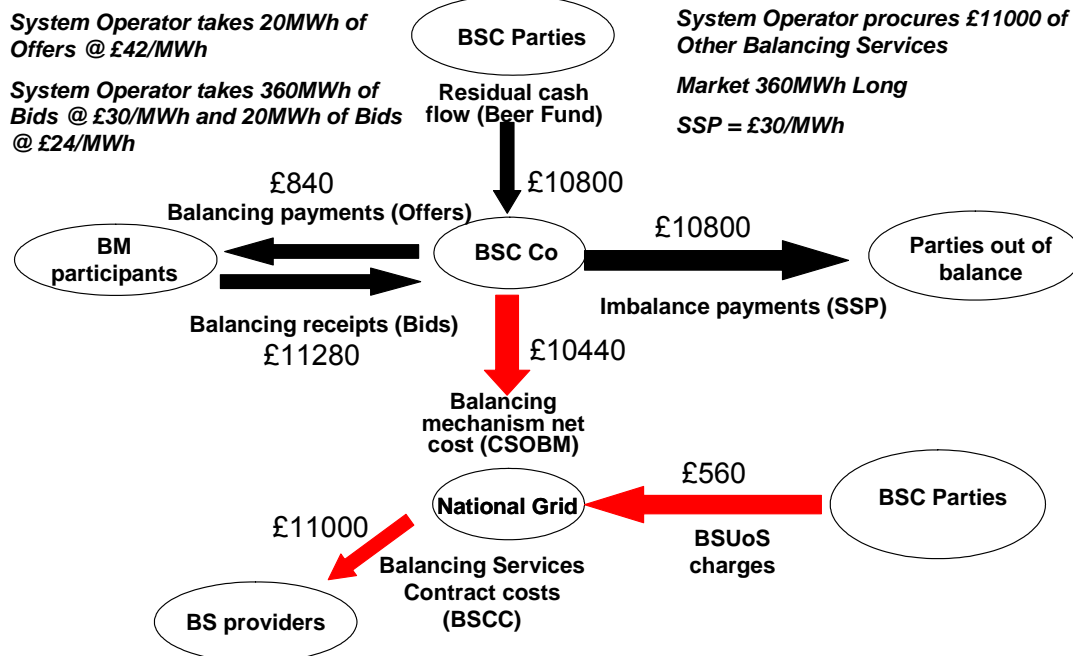 System Operator takes 20MWh of
Offers @ £42/MWh
System Operator takes 360MWh of
Bids @ £30/MWh and 20MWh of Bids
@ £24/MWh
BSC Parties
System Operator procures £11000 of
Other Balancing Services
Market 360MWh Long
SSP = £30/MWh
Residual cash
flow (Beer Fund)
£10800
£840
Balancing payments (Offers)
£10800
BM
participants
BSC Co
Parties out of
balance
Imbalance payments (SSP)
Balancing receipts (Bids)
£11280
£10440
Balancing
mechanism net
cost (CSOBM)
£560
BSC Parties
National Grid
£11000
BSUoS
charges
Balancing Services
Contract costs
(BSCC)
BS providers